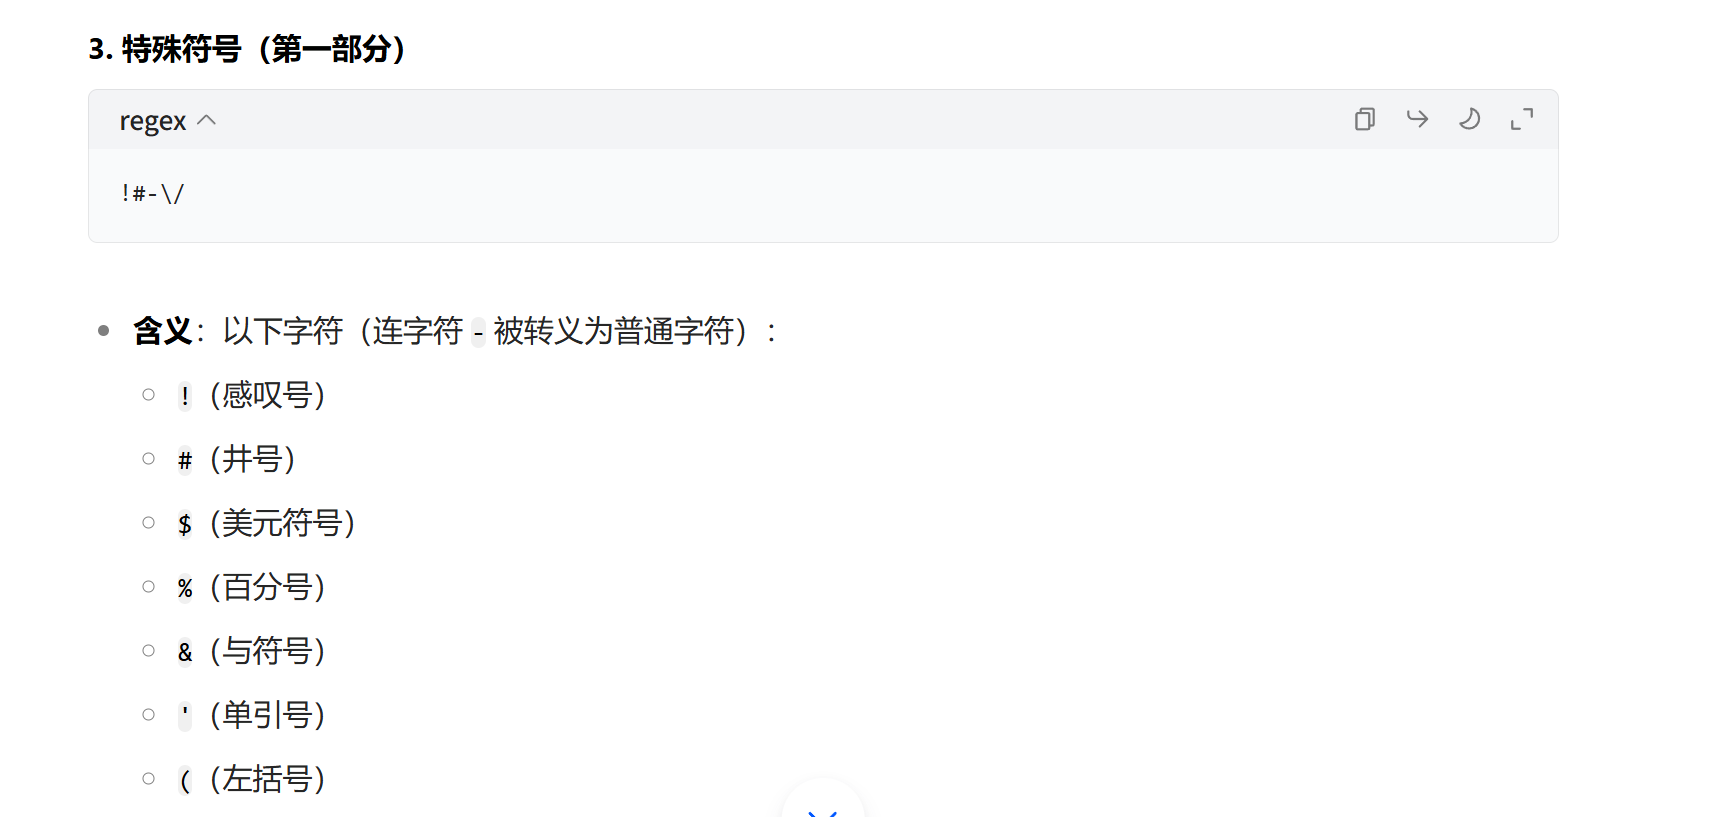 3. 特殊符号（第一部分）
regex
!#-\/
含义：以下字符（连字符 - 被转义为普通字符）：
!（感叹号）
#（井号）
$（美元符号）
%（百分号）
&（与符号）
'（单引号）
(（左括号）